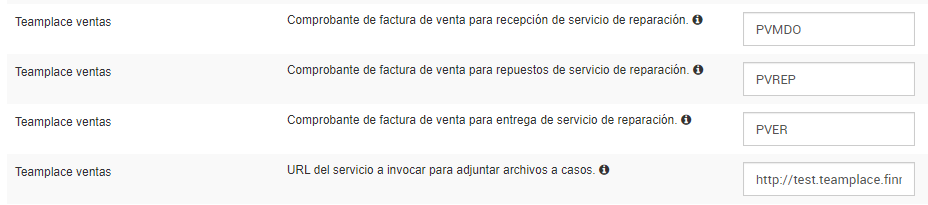 Teamplace ventas Comprobante de factura de venta para recepción de servicio de reparación. PVMDO
Teamplace ventas Comprobante de factura de venta para repuestos de servicio de reparación. PVREP
Teamplace ventas Comprobante de factura de venta para entrega de servicio de reparación. PVER
Teamplace ventas URL del servicio a invocar para adjuntar archivos a casos. http://test.teamplace.finn